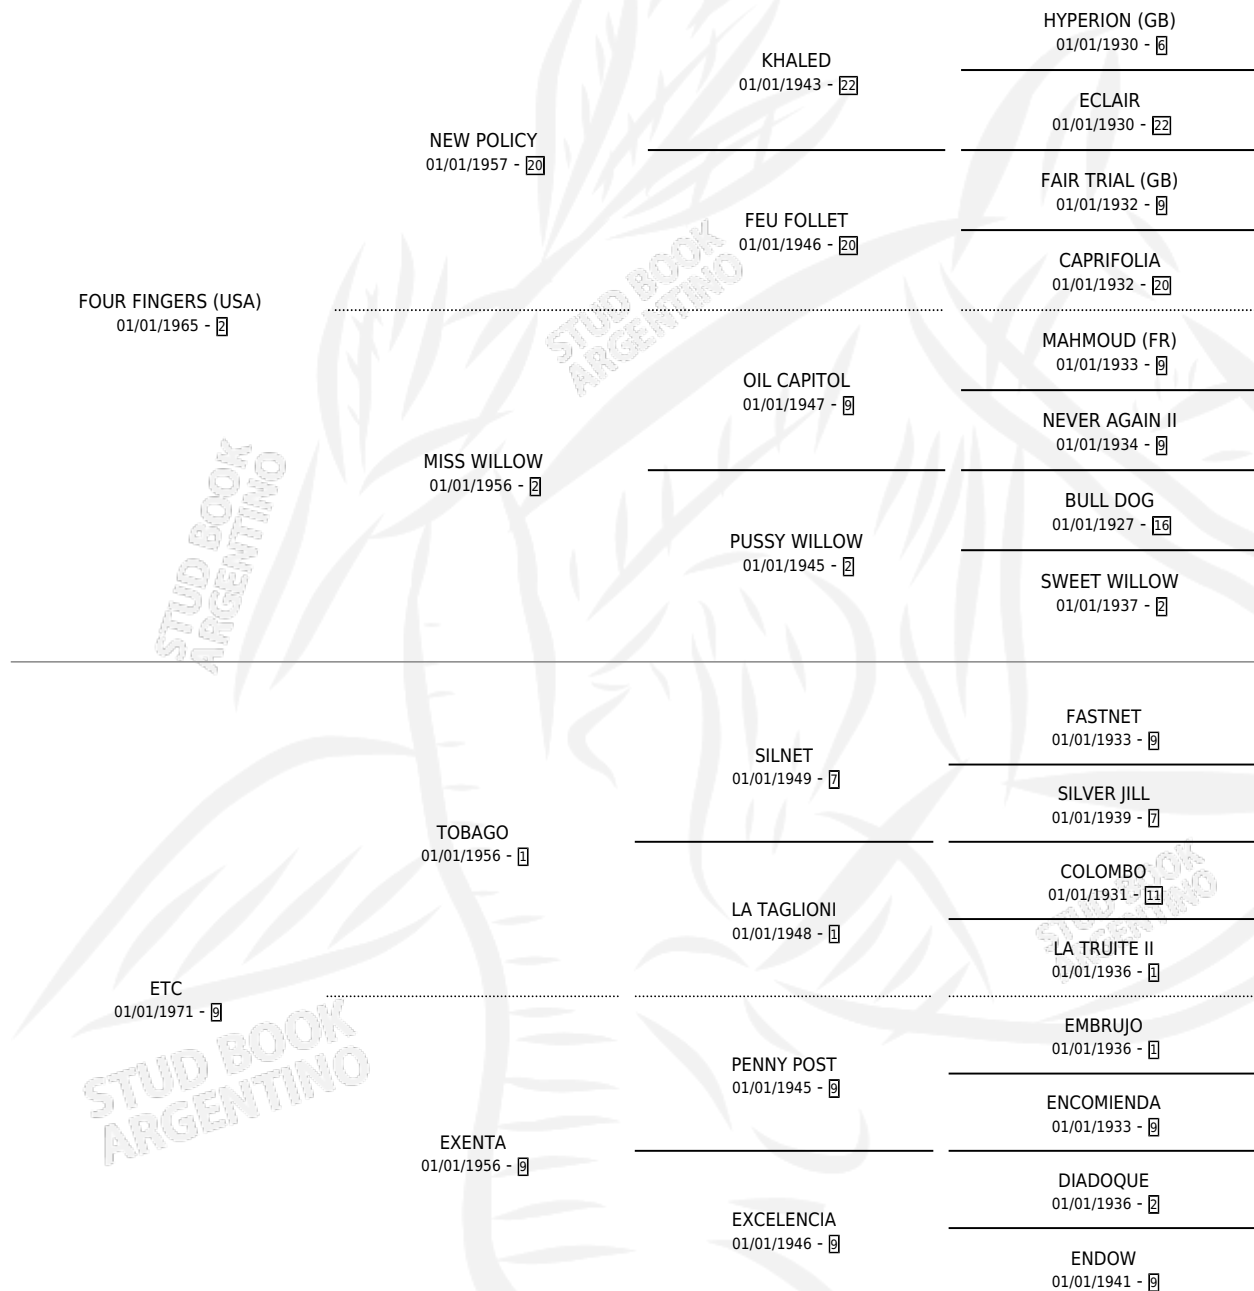 HYPERION (GB)
01/01/1930 - 6
KHALED
01/01/1943 - 22
ECLAIR
01/01/1930 - 22
NEW POLICY
01/01/1957 - 20
FAIR TRIAL (GB)
01/01/1932 - 9
FEU FOLLET
01/01/1946 - 20
CAPRIFOLIA
01/01/1932 - 20
FOUR FINGERS (USA)
01/01/1965 - 2
MAHMOUD (FR)
01/01/1933 - 9
OIL CAPITOL
01/01/1947 - 9
NEVER AGAIN II
01/01/1934 - 9
MISS WILLOW
01/01/1956 - 2
BULL DOG
01/01/1927 - 16
PUSSY WILLOW
01/01/1945 - 2
SWEET WILLOW
01/01/1937 - 2
STUD BOOK
ARGENTINO
STUD BOOK
ARGENTINO
FASTNET
01/01/1933 - 9
SILNET
01/01/1949 - 7
SILVER JILL
01/01/1939 - 7
TOBAGO
01/01/1956 - 1
COLOMBO
01/01/1931 - 11
LA TAGLIONI
01/01/1948 - 1
LA TRUITE II
01/01/1936 - 1
STUD BOOK
ARGENTINO
ETC
01/01/1971 - 9
EMBRUJO
01/01/1936 - 1
PENNY POST
01/01/1945 - 9
ENCOMIENDA
01/01/1933 - 9
EXENTA
01/01/1956 - 9
DIADOQUE
01/01/1936 - 2
EXCELENCIA
01/01/1946 - 9
ENDOW
01/01/1941 - 9
STUD BOOK
ARGENTINO